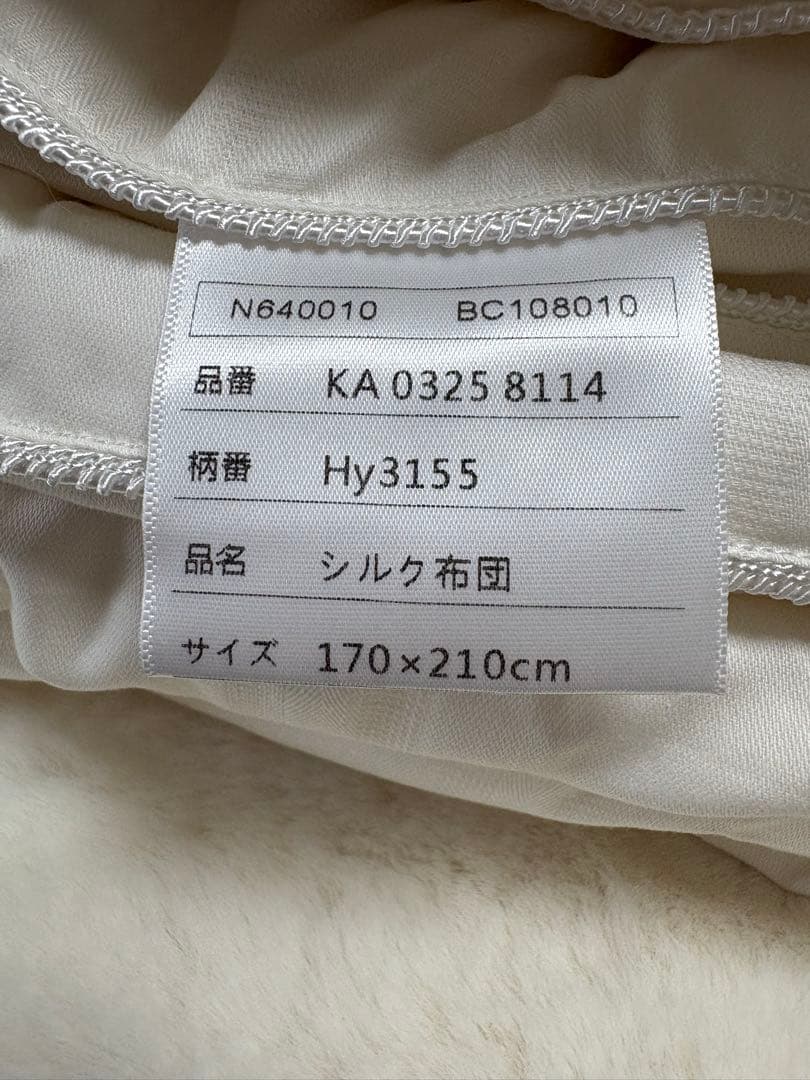 N640010 BC108010
品番 KA 0325 8114
柄番 Hy3155
品名 シルク布団
サイズ 170×210cm